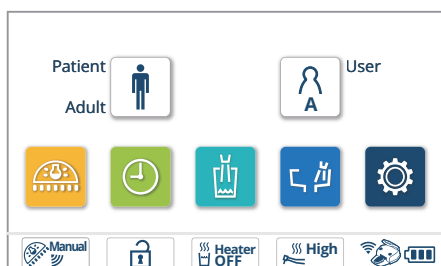 Patient
User
Adult
A
Manual
Heater
OFF
High